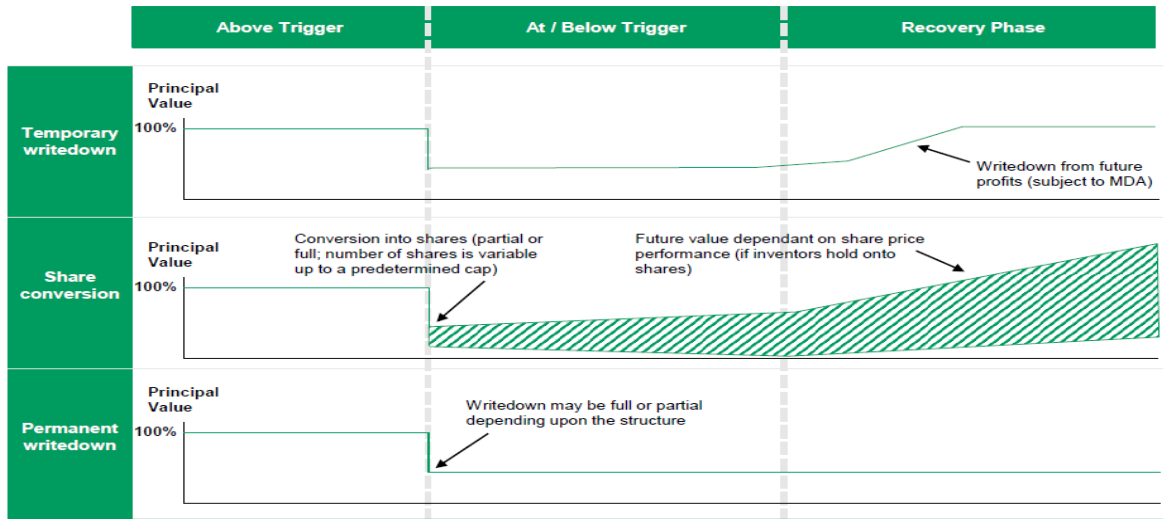 Above Trigger
At / Below Trigger
Recovery Phase
Temporary
writedown
Principal
Value
100%
Writedown from future
profits (subject to MDA)
Share
conversion
Principal
Value
100%
Conversion into shares (partial or
full; number of shares is variable
up to a predetermined cap)
Future value dependant on share price
performance (if inventors hold onto
shares)
Permanent
writedown
Principal
Value
100%
Writedown may be full or partial
depending upon the structure